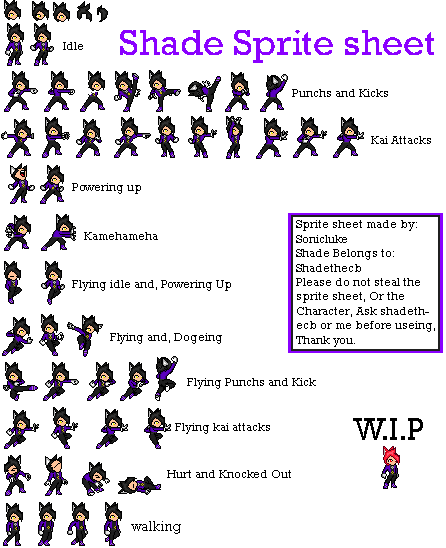 Shade Sprite sheet
Idle
Punchs and Kicks
Kai Attacks
Powering up
Kamehameha
Sprite sheet made by:
Sonicluke
Shade Belongs to:
Shadethecb
Please do not steal the
sprite sheet, Or the
Character, Ask shadeth-
ecb or me before useing,
Thank you.
Flying idle and, Powering Up
Flying and, Dogeing
Flying Punchs and Kick
Flying kai attacks
W.I.P
Hurt and Knocked Out
walking